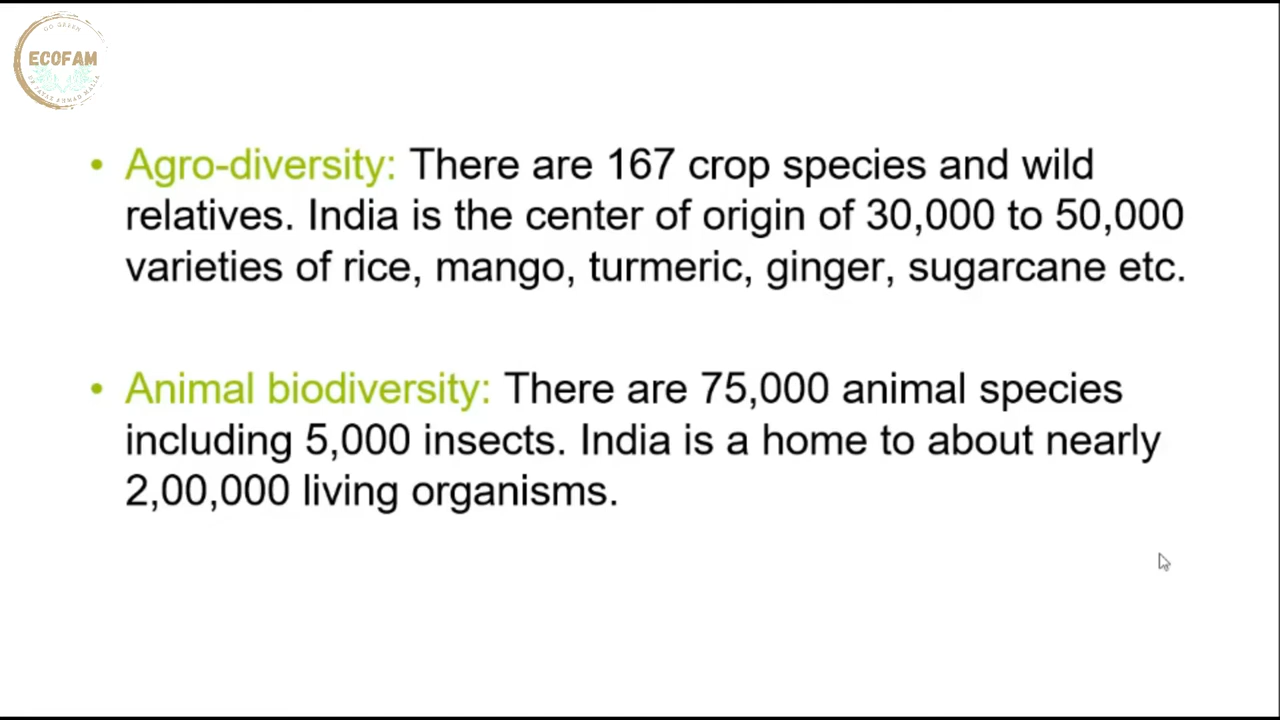 GO GREEN
ECOFAM
• Agro-diversity: There are 167 crop species and wild
relatives. India is the center of origin of 30,000 to 50,000
varieties of rice, mango, turmeric, ginger, sugarcane etc.
• Animal biodiversity: There are 75,000 animal species
including 5,000 insects. India is a home to about nearly
2,00,000 living organisms.